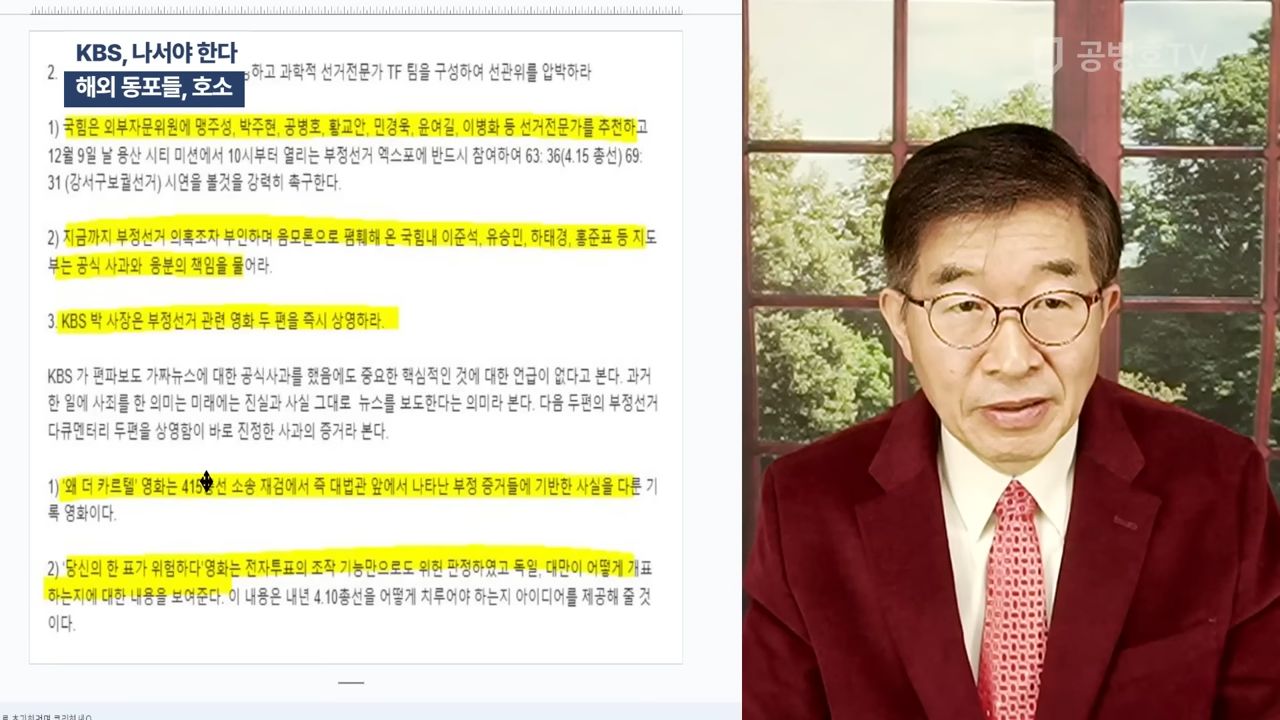 KBS, 나서야 한다
해외 동포들, 호소
공병호TV
2. 하고 과학적 선거전문가 TF 팀을 구성하여 선관위를 압박하라
1) 국힘은 외부자문위원에 맹주성, 박주현, 공병호, 황교안, 민경욱, 윤여길, 이병화 등 선거전문가를 추천하고
12월 9일 날 용산 시티 미션에서 10시부터 열리는 부정선거 엑스포에 반드시 참여하여 63: 36(4.15 총선) 69:
31 (강서구보궐선거) 시연을 볼것을 강력히 촉구한다.
2) 지금까지 부정선거 의혹조차 부인하며 음모론으로 폄훼해 온 국힘내 이준석, 유승민, 하태경, 홍준표 등 지도
부는 공식 사과와 응분의 책임을 물어라.
3. KBS 박 사장은 부정선거 관련 영화 두 편을 즉시 상영하라.
KBS 가 편파보도 가짜뉴스에 대한 공식사과를 했음에도 중요한 핵심적인 것에 대한 언급이 없다고 본다. 과거
한 일에 사죄를 한 의미는 미래에는 진실과 사실 그대로 뉴스를 보도한다는 의미라 본다. 다음 두편의 부정선거
다큐멘터리 두편을 상영함이 바로 진정한 사과의 증거라 본다.
1) '왜 더 카르텔' 영화는 415총선 소송 재검에서 즉 대법관 앞에서 나타난 부정 증거들에 기반한 사실을 다룬 기
록 영화이다.
2) '당신의 한 표가 위험하다'영화는 전자투표의 조작 기능만으로도 위헌 판정하였고 독일, 대만이 어떻게 개표
하는지에 대한 내용을 보여준다. 이 내용은 내년 4.10총선을 어떻게 치루어야 하는지 아이디어를 제공해 줄 것
이다.